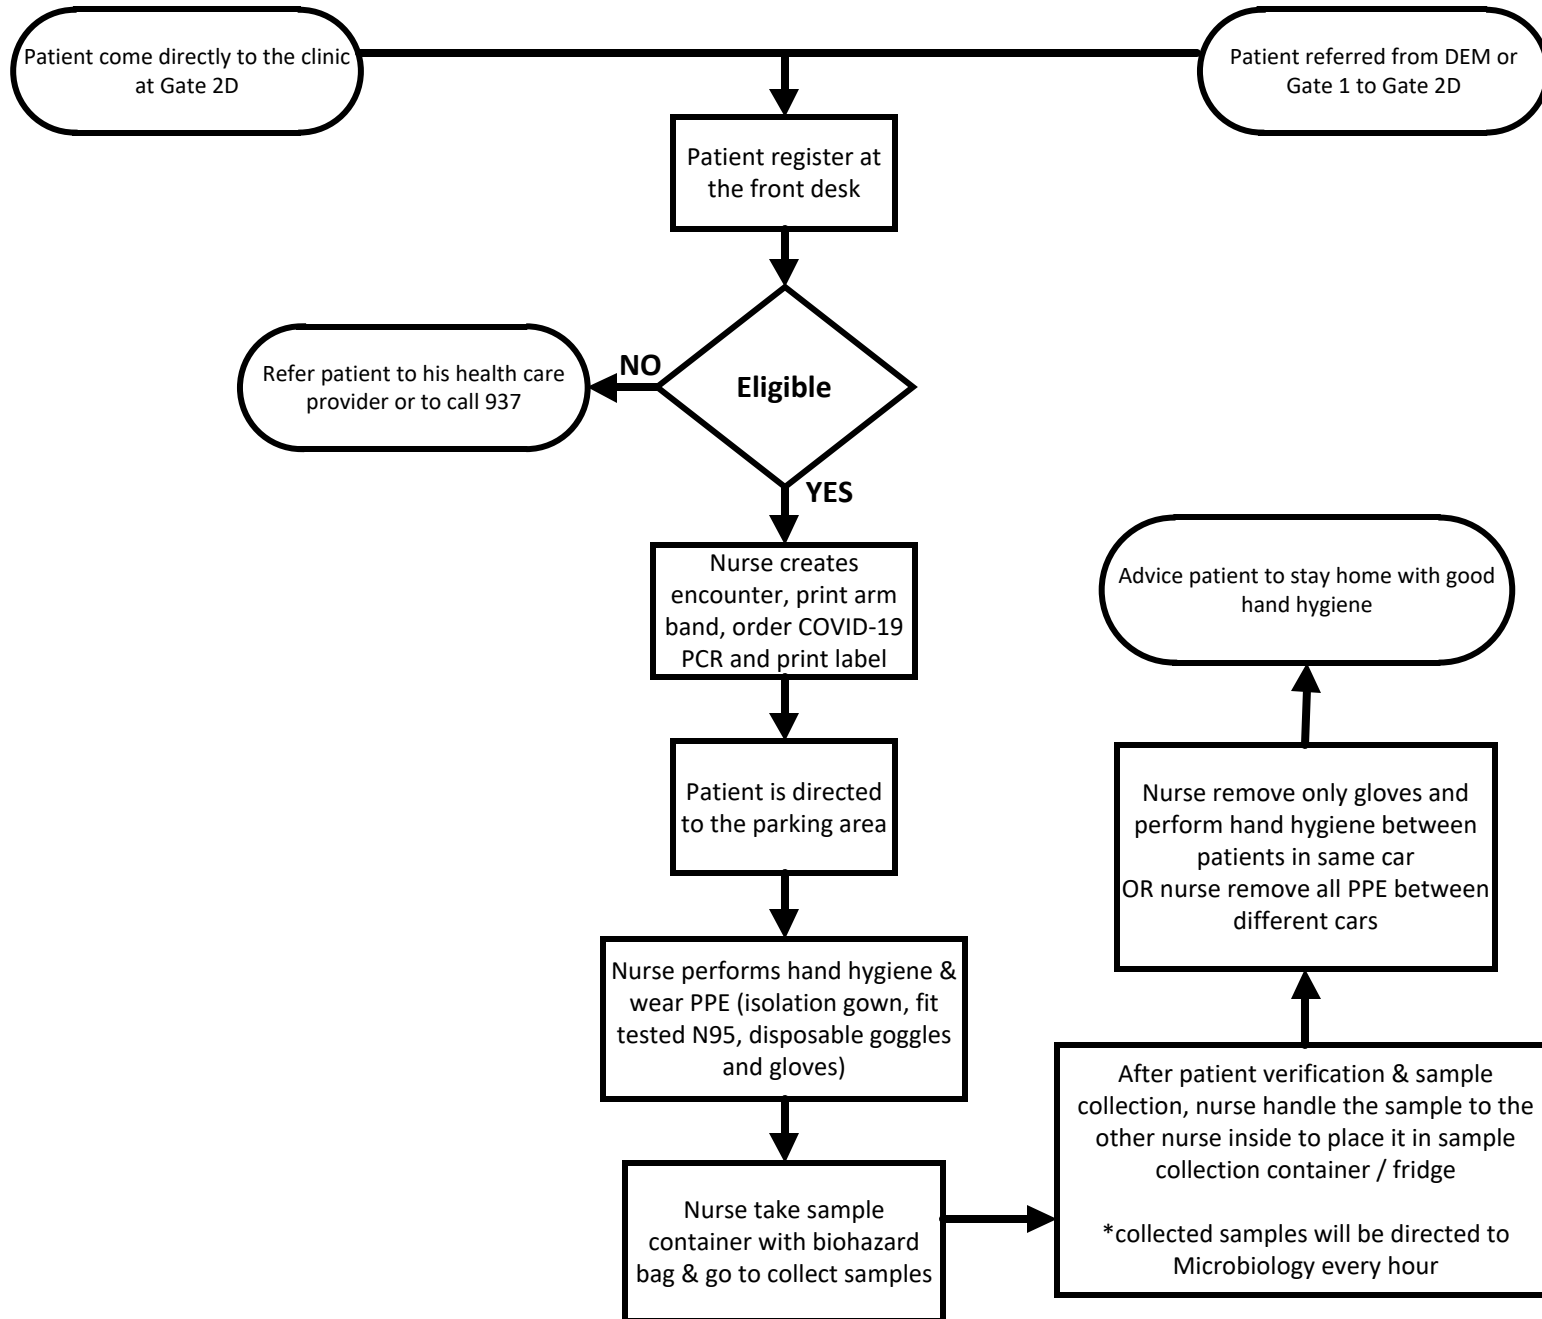 Patient come directly to the clinic
at Gate 2D
Patient referred from DEM or
Gate 1 to Gate 2D
Patient register at
the front desk
Eligible
NO
Refer patient to his health care
provider or to call 937
YES
Nurse creates
encounter, print arm
band, order COVID-19
PCR and print label
Patient is directed
to the parking area
Nurse performs hand hygiene &
wear PPE (isolation gown, fit
tested N95, disposable goggles
and gloves)
Nurse take sample
container with biohazard
bag & go to collect samples
After patient verification & sample
collection, nurse handle the sample to the
other nurse inside to place it in sample
collection container / fridge
*collected samples will be directed to
Microbiology every hour
Nurse remove only gloves and
perform hand hygiene between
patients in same car
OR nurse remove all PPE between
different cars
Advice patient to stay home with good
hand hygiene